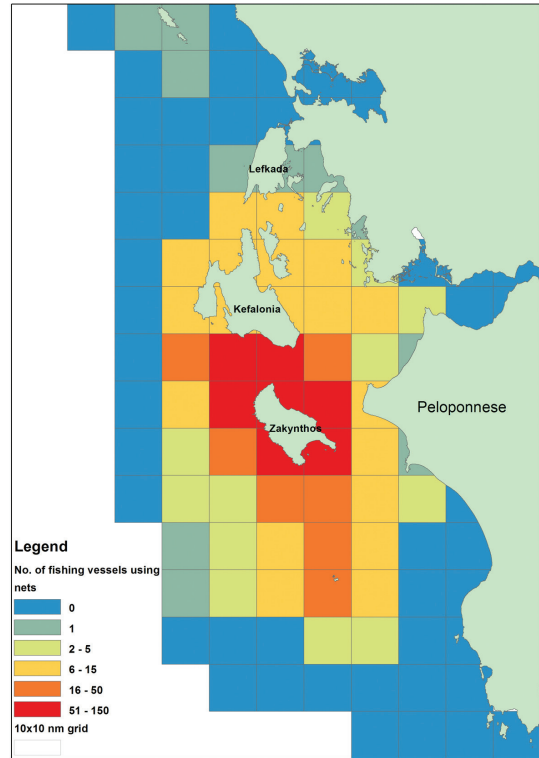 Lefkada
Kefalonia
Peloponnese
Zakynthos
Legend
No. of fishing vessels using
nets
0
1
2 - 5
6 - 15
16 - 50
51 - 150
10x10 nm grid